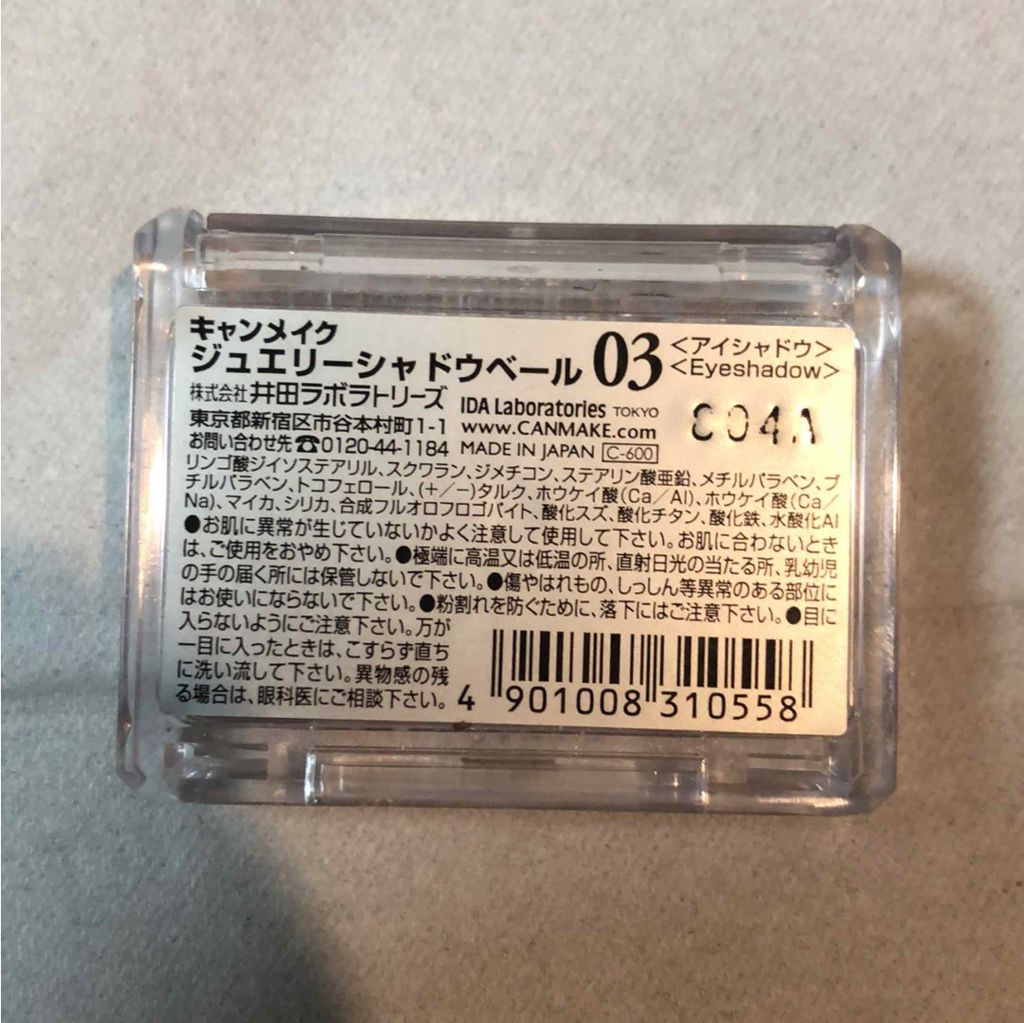 キャンメイク
ジュエリーシャドウベール 03 <アイシャドウ>
<Eyeshadow>
株式会社 井田ラボラトリーズ
東京都新宿区市谷本村町1-1
お問い合わせ先☎0120-44-1184
IDA Laboratories TOKYO
www.CANMAKE.com
MADE IN JAPAN C-600
804A
リンゴ酸ジイソステアリル、スクワラン、ジメチコン、ステアリン酸亜鉛、メチルパラベン、ブ
チルパラベン、トコフェロール、(+/−)タルク、ホウケイ酸(Ca/Al)、ホウケイ酸(Ca/
Na)、マイカ、シリカ、合成フルオロフロゴパイト、酸化スズ、酸化チタン、酸化鉄、水酸化Al
●お肌に異常が生じていないかよく注意して使用して下さい。お肌に合わないとき
は、ご使用をおやめ下さい。●極端に高温又は低温の所、直射日光の当たる所、乳幼児
の手の届く所には保管しないで下さい。●傷やはれもの、しっしん等異常のある部位に
はお使いにならないで下さい。●粉割れを防ぐために、落下にはご注意下さい。●目に
入らないようにご注意下さい。万が
一目に入ったときは、こすらず直ち
に洗い流して下さい。異物感の残
る場合は、眼科医にご相談下さい。
4 901008 310558